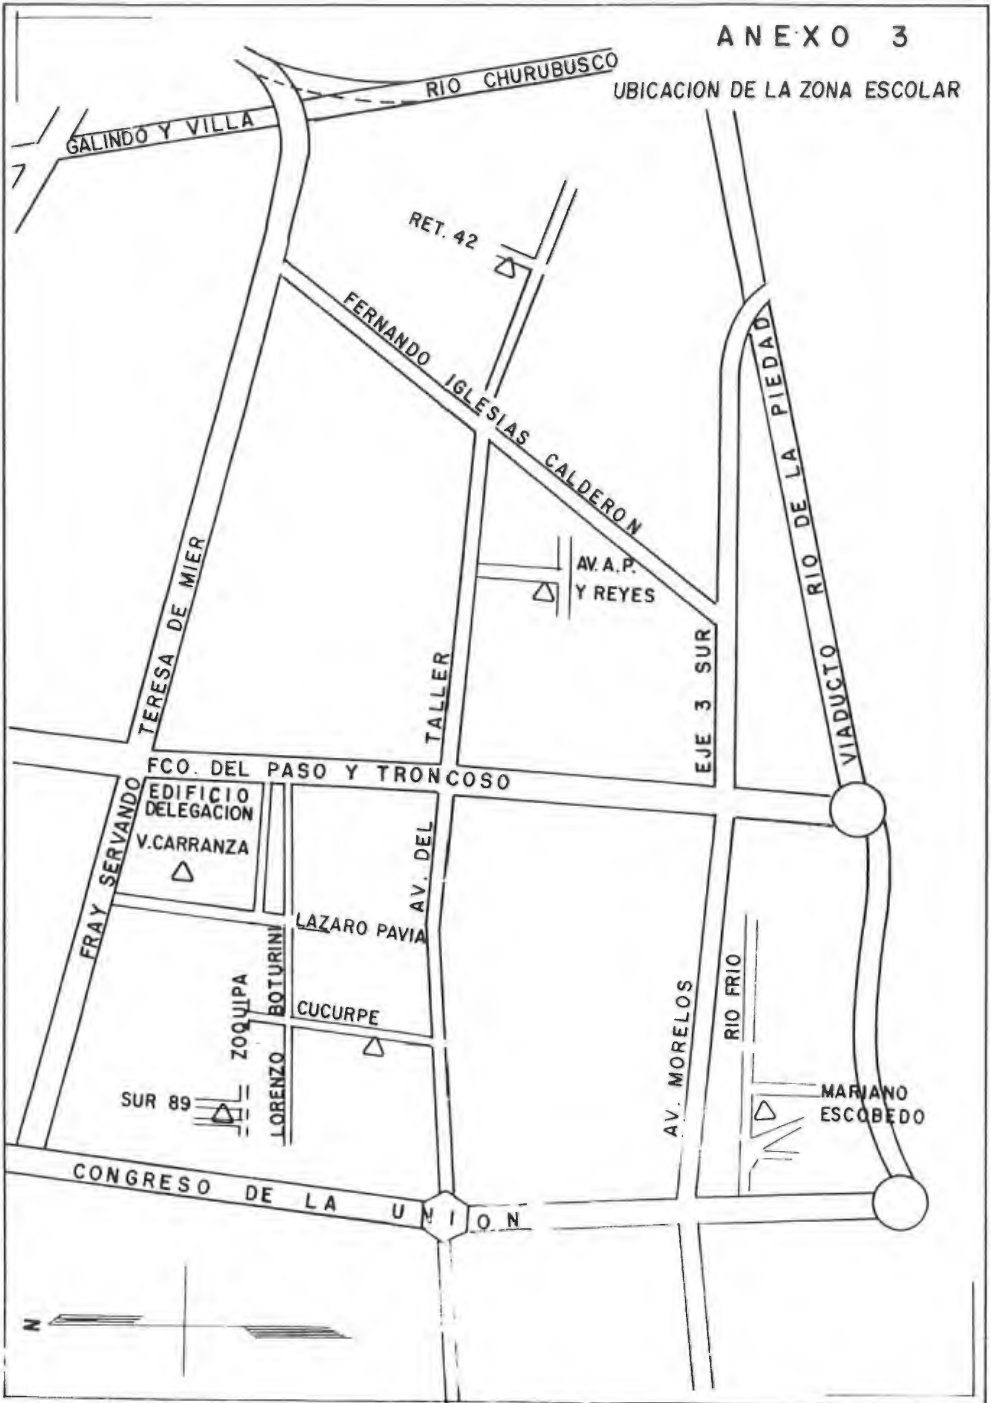 ANEXO 3
UBICACION DE LA ZONA ESCOLAR
RIO CHURUBUSCO
GALINDO Y VILLA
RET. 42
FERNANDO IGLESIAS CALDERON
VIADUCTO RIO DE LA PIEDAD
AV. A. P.
Y REYES
FRAY SERVANDO TERESA DE MIER
AV. DEL TALLER
EJE 3 SUR
FCO. DEL PASO Y TRONCOSO
EDIFICIO
DELEGACION
V. CARRANZA
LAZARO PAVIA
LORENZO BOTURINI
ZOQUIPA
CUCURPE
SUR 89
AV. MORELOS
RIO FRIO
MARIANO
ESCOBEDO
CONGRESO DE LA UNION
N